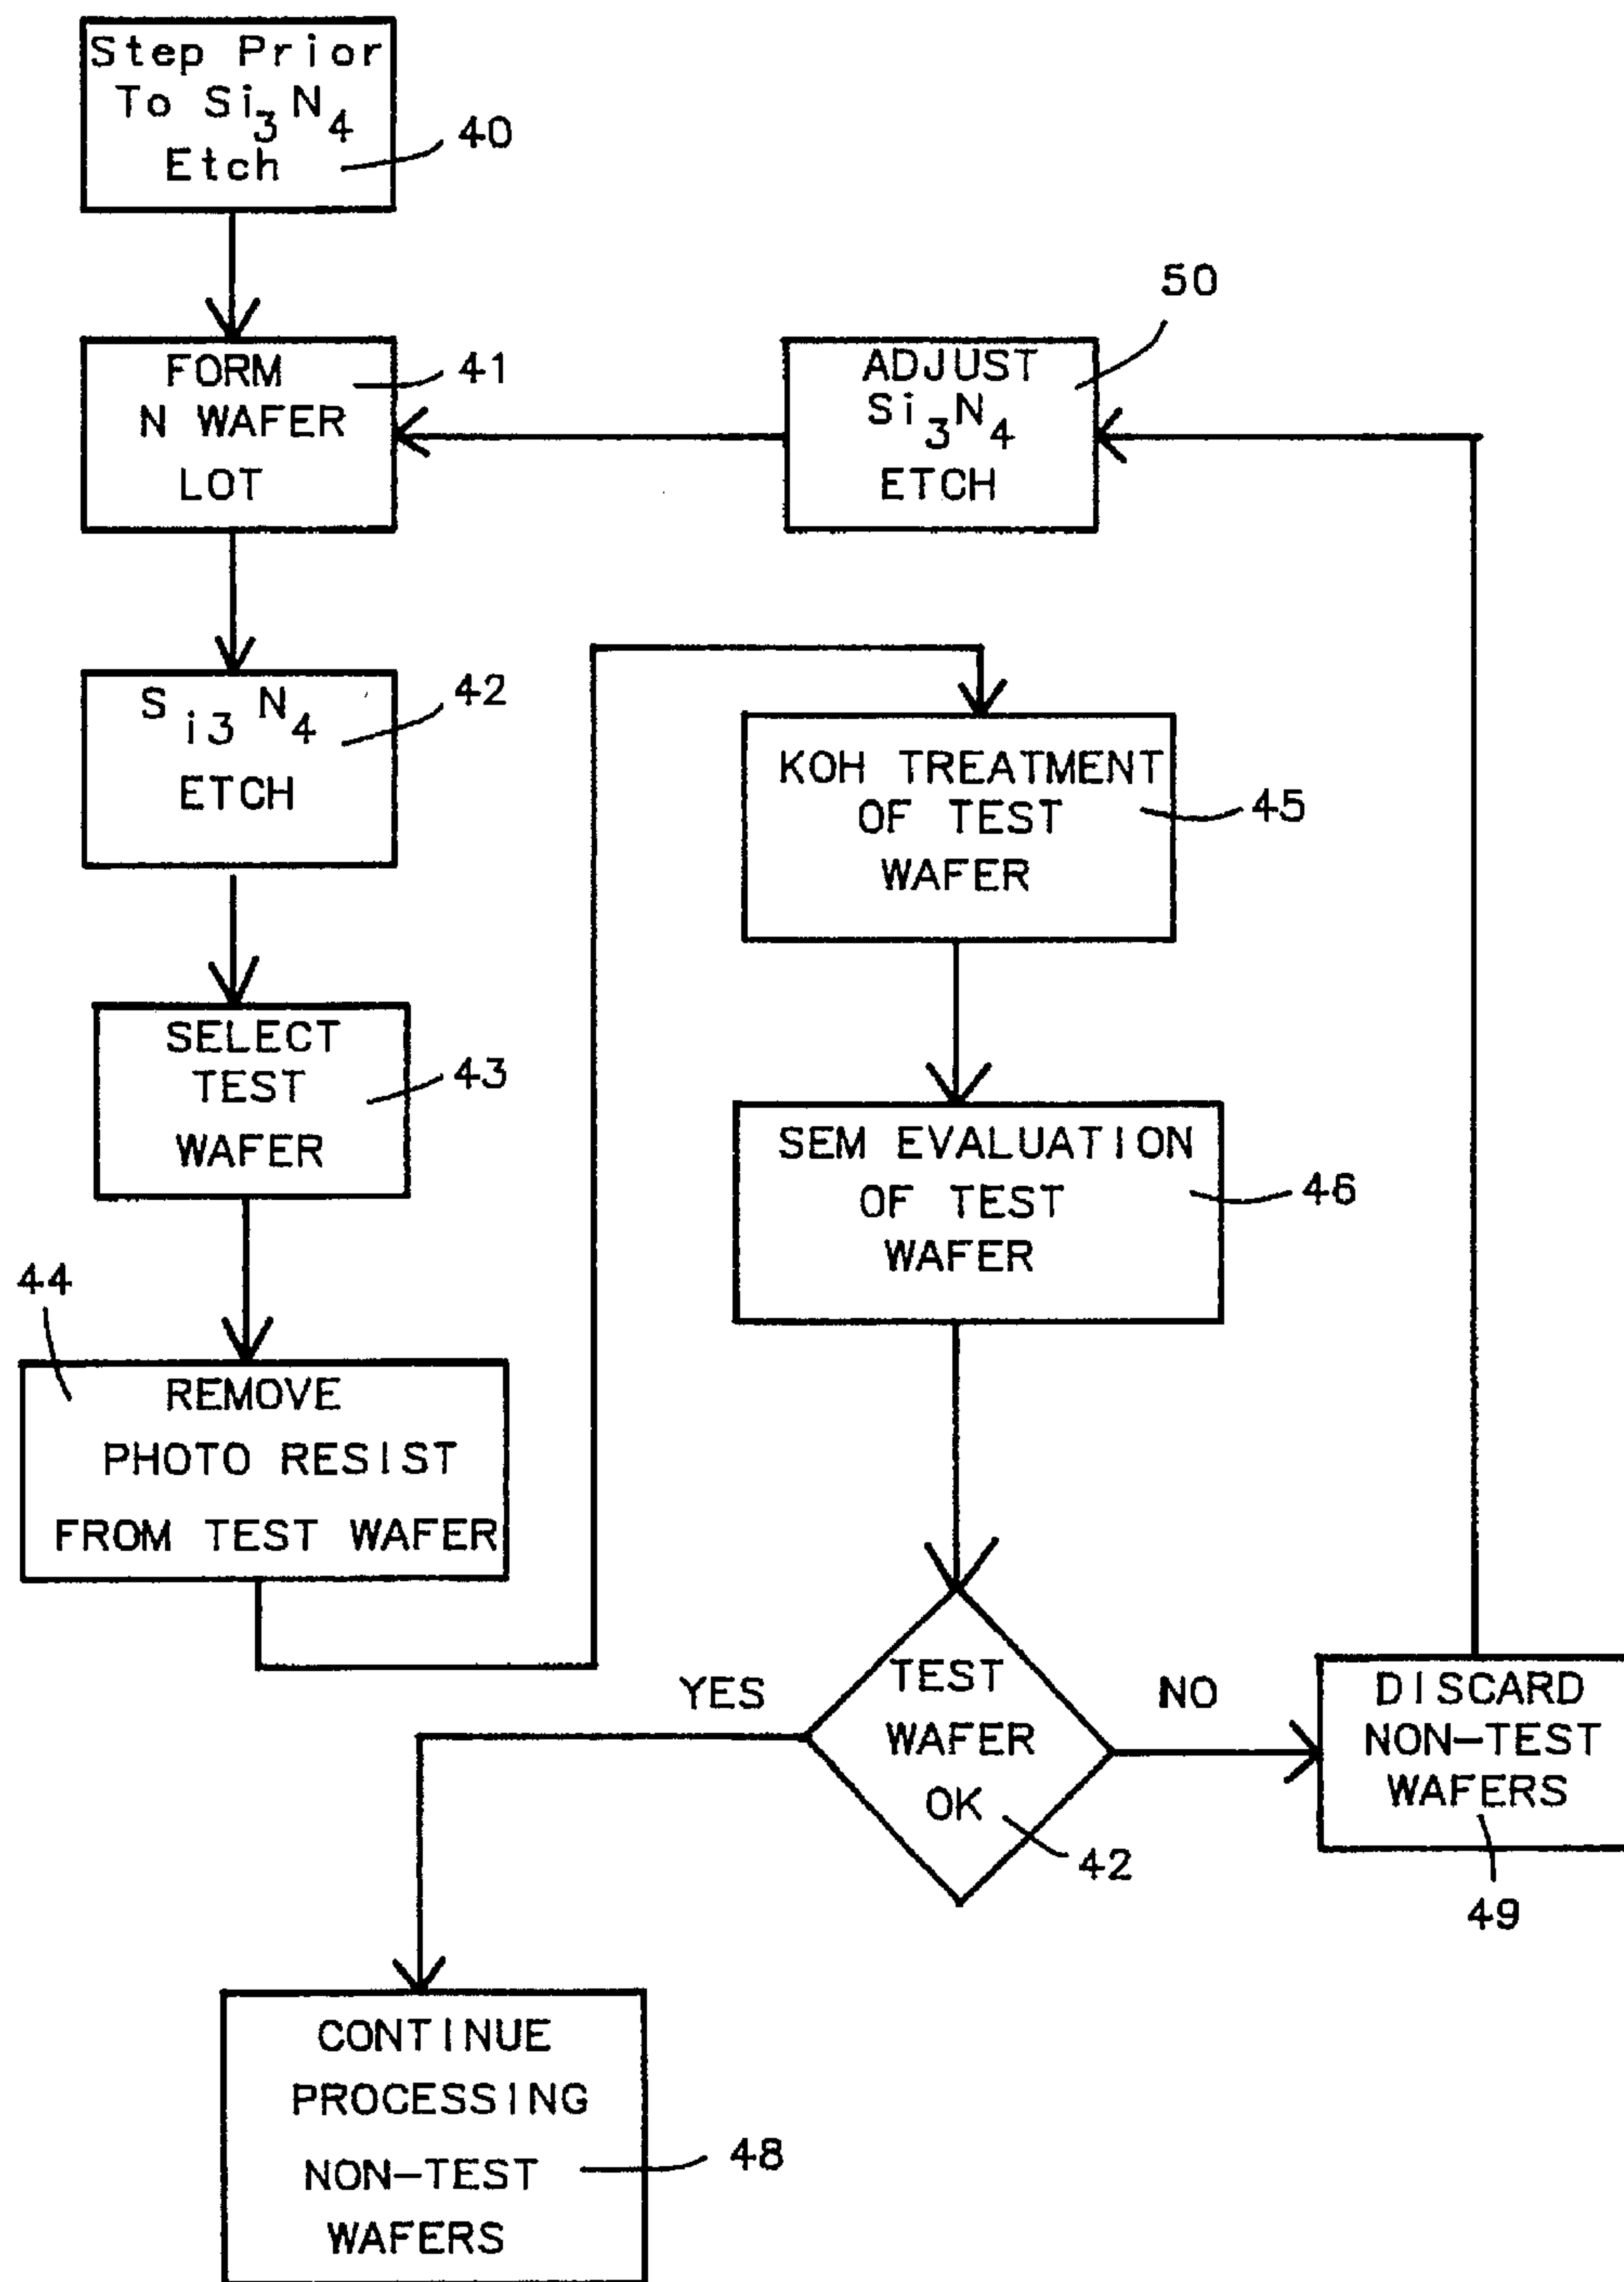 Step Prior
To Si3N4
Etch
40
FORM
N WAFER
LOT
41
50
ADJUST
Si3N4
ETCH
Si3 N4
ETCH
42
SELECT
TEST
WAFER
43
44
REMOVE
PHOTO RESIST
FROM TEST WAFER
KOH TREATMENT
OF TEST
WAFER
45
SEM EVALUATION
OF TEST
WAFER
46
YES
TEST
WAFER
OK
42
NO
DISCARD
NON-TEST
WAFERS
49
CONTINUE
PROCESSING
NON-TEST
WAFERS
48